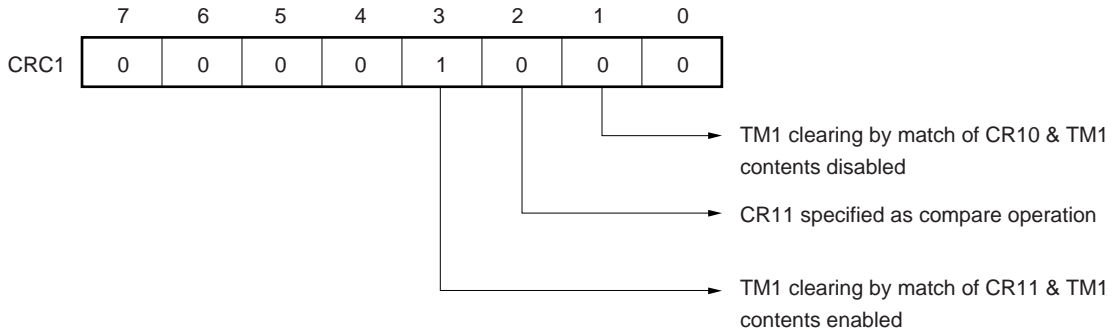 7 6 5 4 3 2 1 0
CRC1 0 0 0 0 1 0 0 0
TM1 clearing by match of CR10 & TM1
contents disabled
CR11 specified as compare operation
TM1 clearing by match of CR11 & TM1
contents enabled